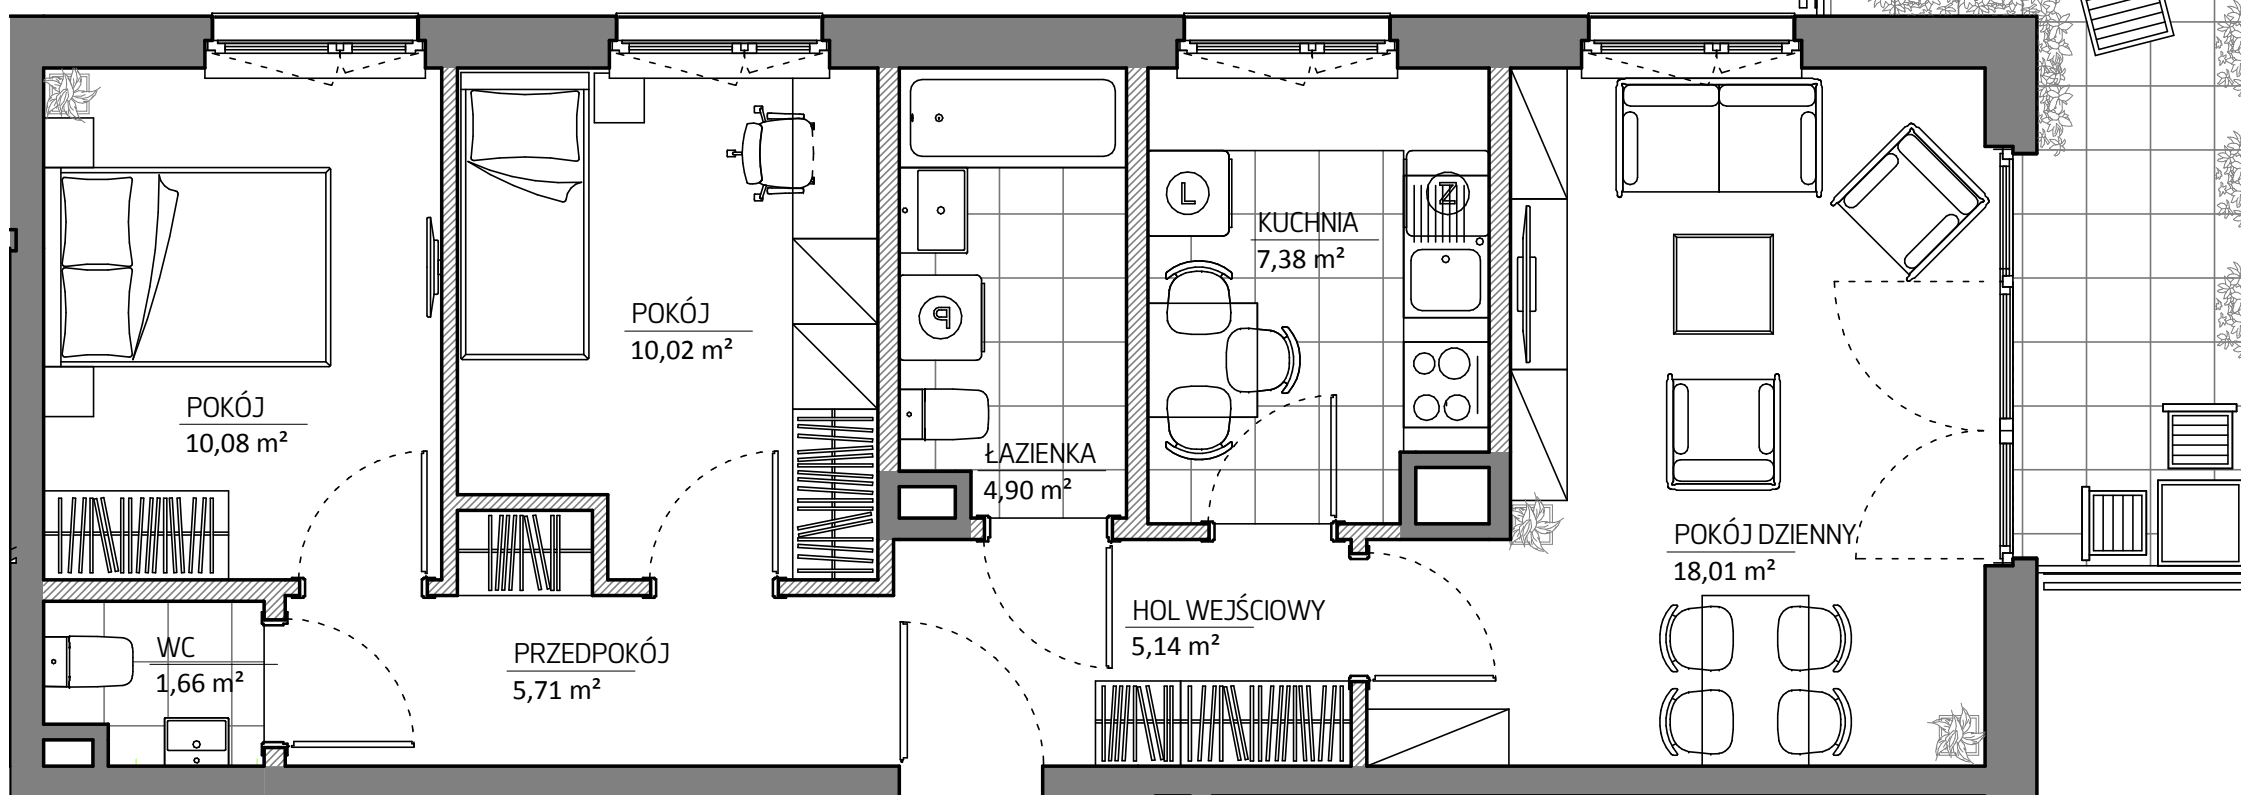 KUCHNIA
7,38 m²
L
Z
POKÓJ
10,02 m²
P
POKÓJ
10,08 m²
ŁAZIENKA
4,90 m²
POKÓJ DZIENNY
18,01 m²
HOL WEJŚCIOWY
5,14 m²
WC
1,66 m²
PRZEDPOKÓJ
5,71 m²